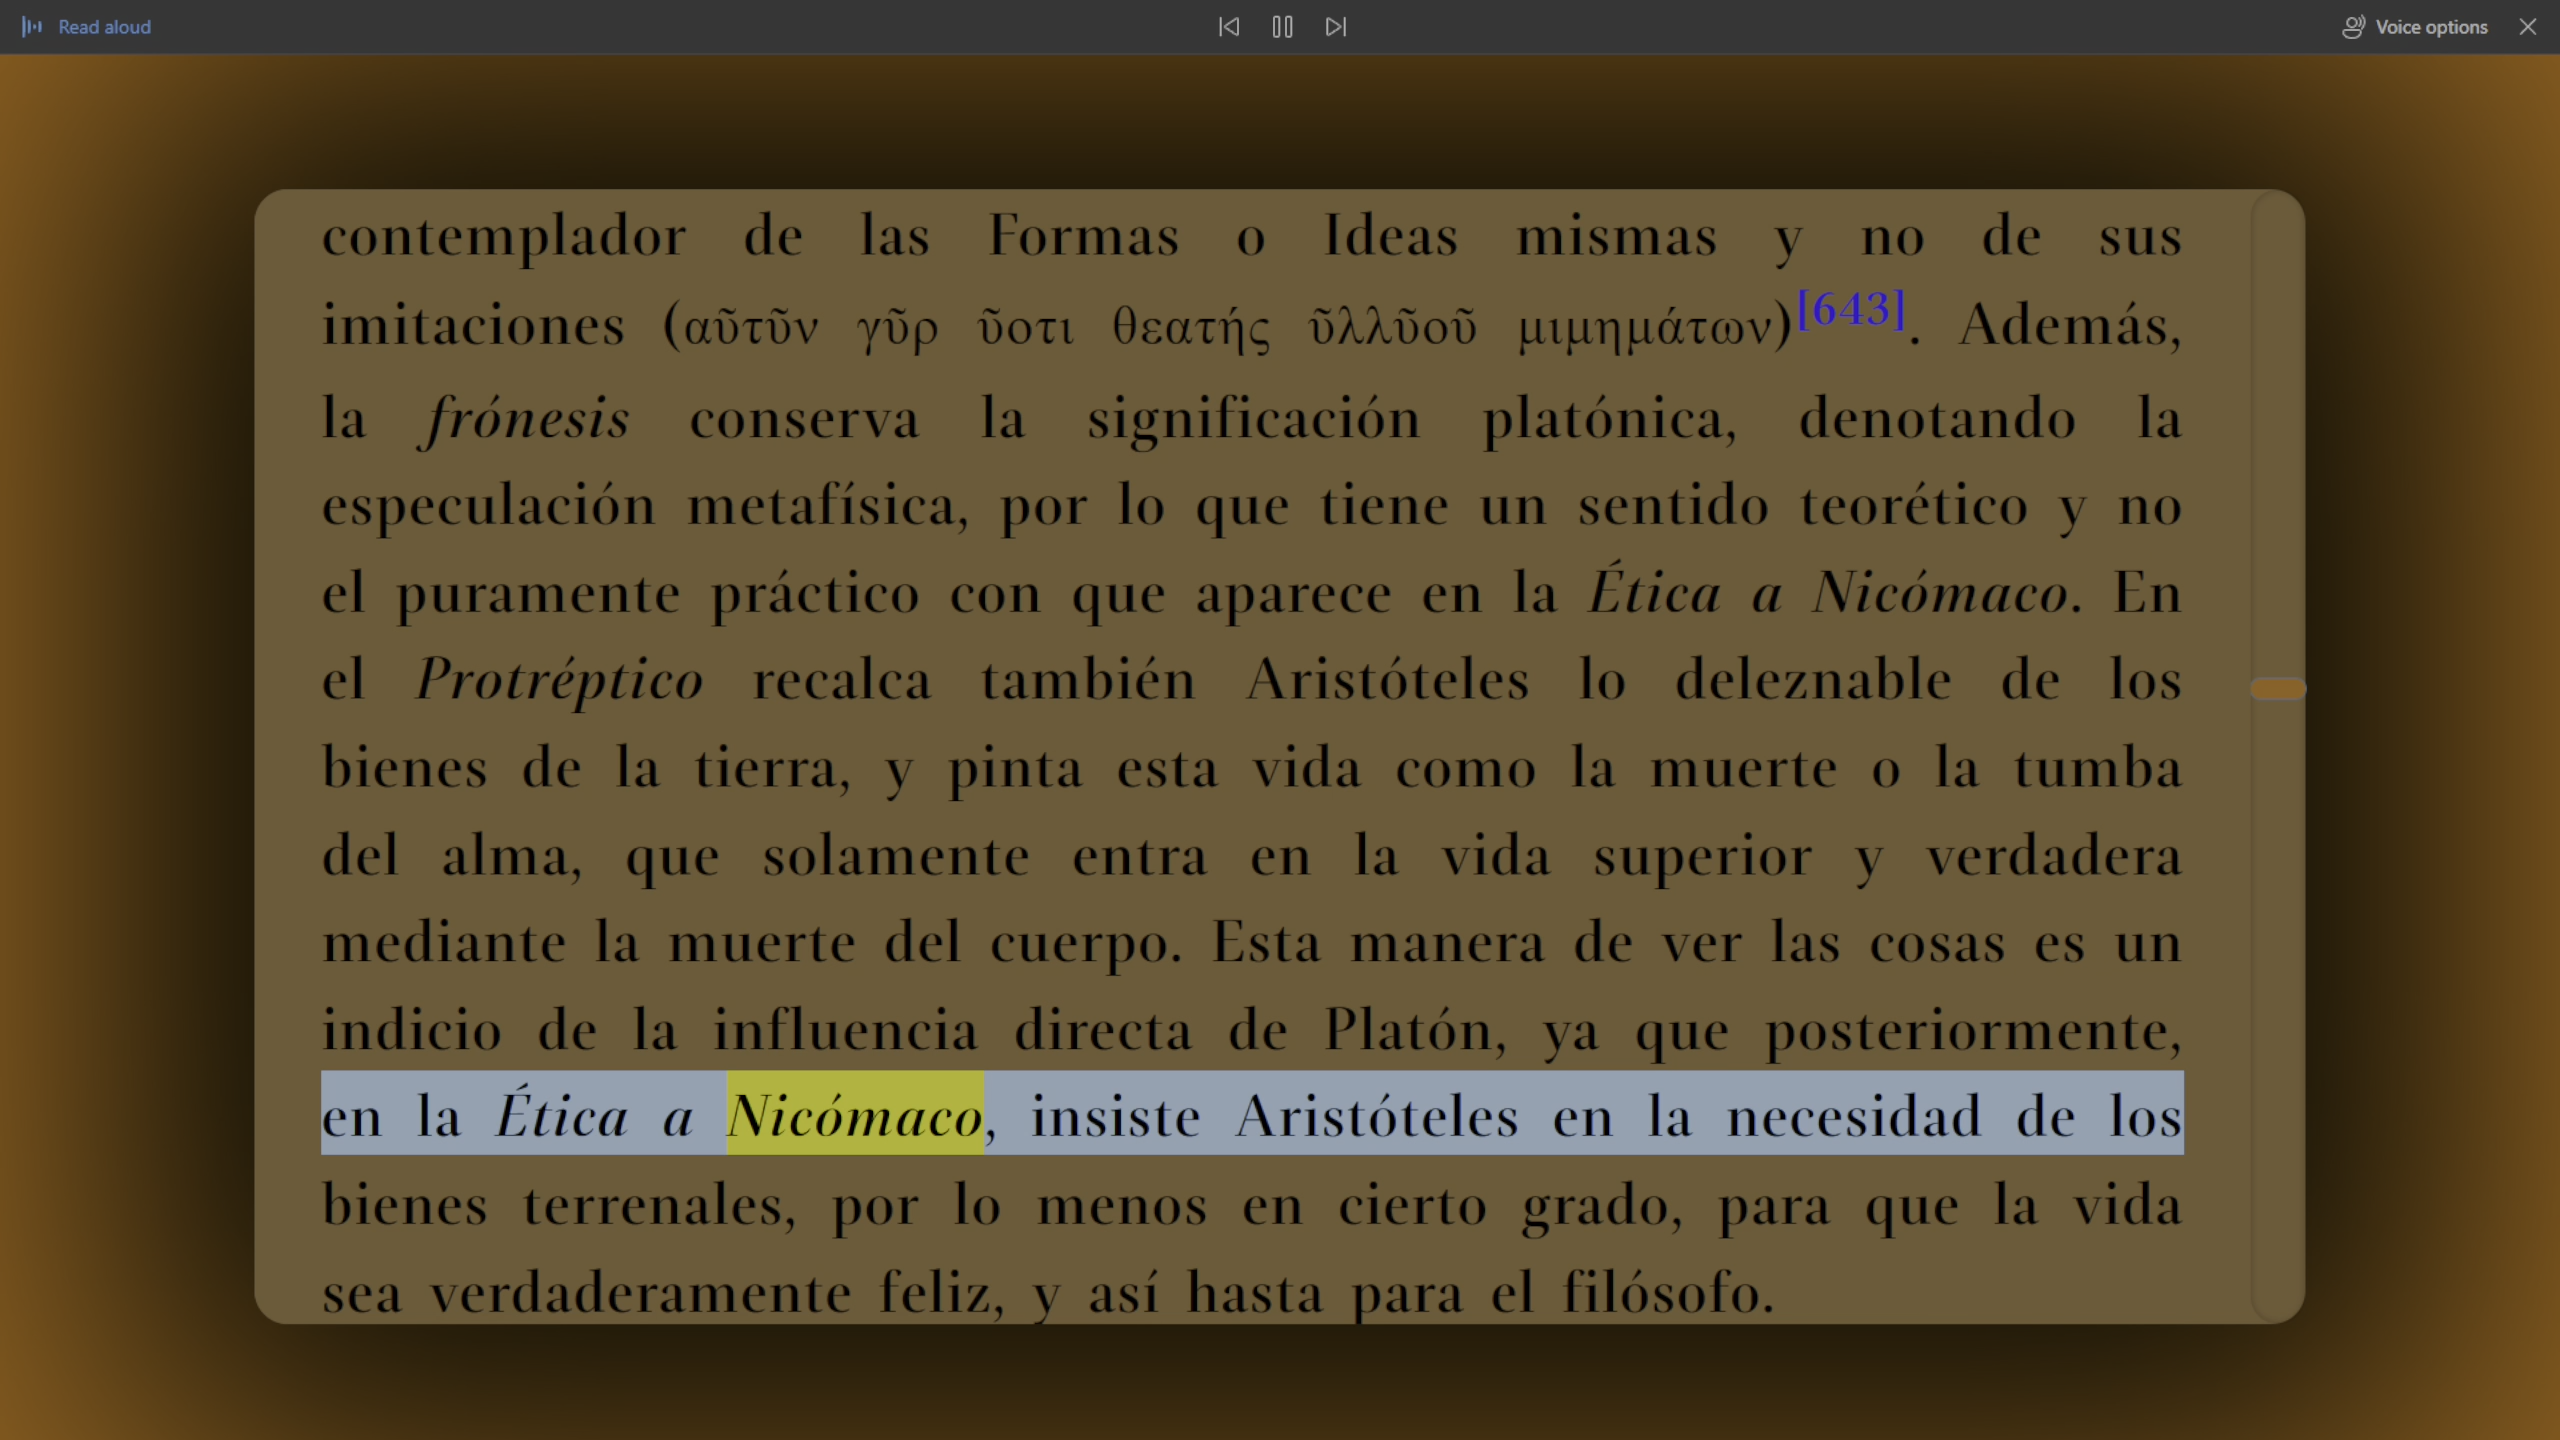 Read aloud
Voice options
contemplador de las Formas o Ideas mismas y no de sus
imitaciones (αῦτῦν γῦρ ῦοτι θεατής ῦλλῦοῦ μιμημάτων)[643]. Además,
la frónesis conserva la significación platónica, denotando la
especulación metafísica, por lo que tiene un sentido teorético y no
el puramente práctico con que aparece en la Ética a Nicómaco. En
el Protréptico recalca también Aristóteles lo deleznable de los
bienes de la tierra, y pinta esta vida como la muerte o la tumba
del alma, que solamente entra en la vida superior y verdadera
mediante la muerte del cuerpo. Esta manera de ver las cosas es un
indicio de la influencia directa de Platón, ya que posteriormente,
en la Ética a Nicómaco, insiste Aristóteles en la necesidad de los
bienes terrenales, por lo menos en cierto grado, para que la vida
sea verdaderamente feliz, y así hasta para el filósofo.